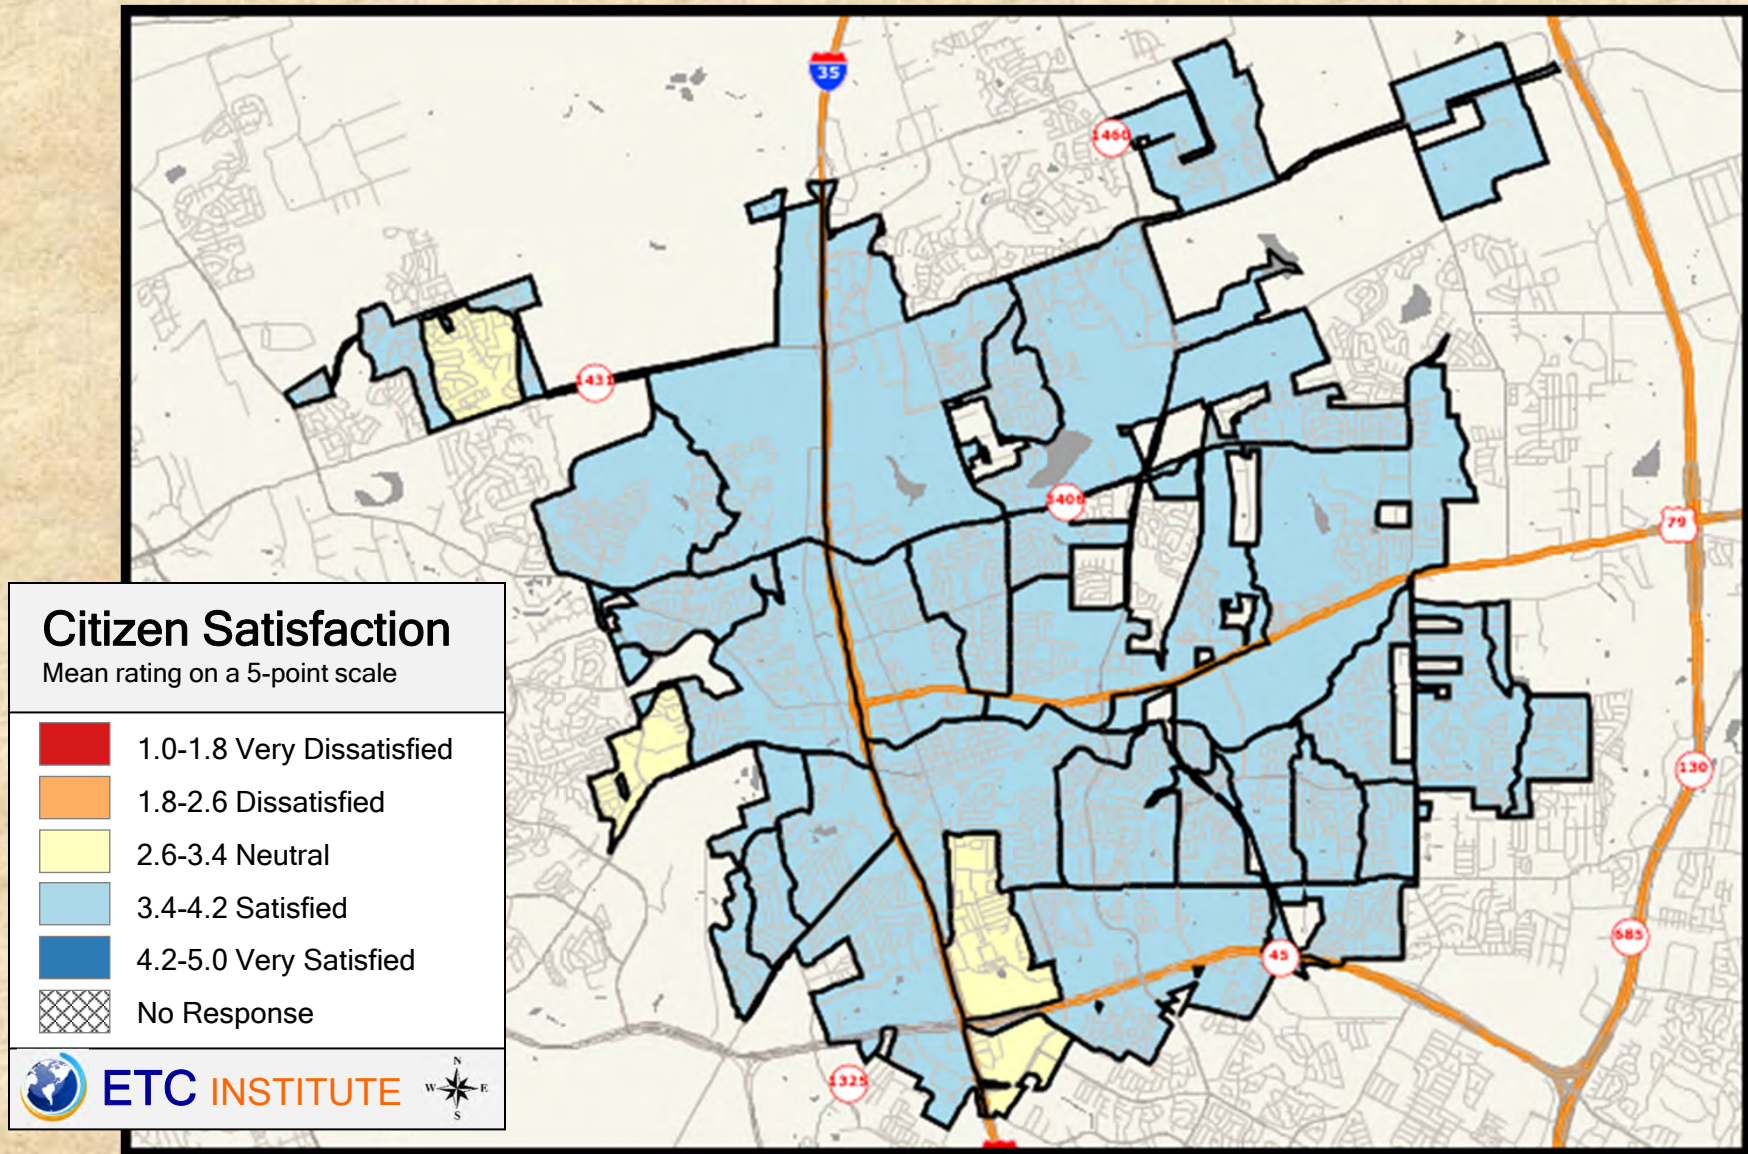 35
1460
1431
3406
79
Citizen Satisfaction
Mean rating on a 5-point scale
1.0-1.8 Very Dissatisfied
1.8-2.6 Dissatisfied
2.6-3.4 Neutral
3.4-4.2 Satisfied
4.2-5.0 Very Satisfied
No Response
ETC INSTITUTE
N
W
E
S
130
685
45
1325